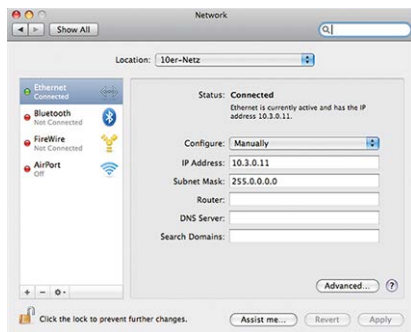 Network
Show All
Location: 10er-Netz
Ethernet
Connected
Bluetooth
Not Connected
FireWire
Not Connected
AirPort
Off
Status: Connected
Ethernet is currently active and has the IP
address 10.3.0.11.
Configure: Manually
IP Address: 10.3.0.11
Subnet Mask: 255.0.0.0
Router:
DNS Server:
Search Domains:
Advanced... ?
Click the lock to prevent further changes.
Assist me... Revert Apply